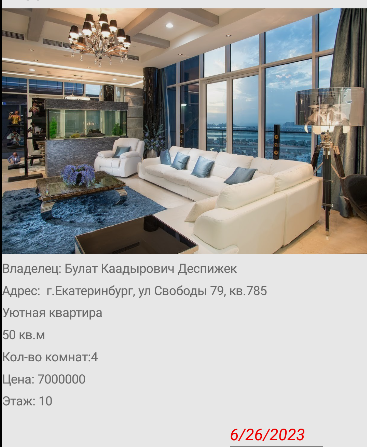 Владелец: Булат Каадырович Деспижек
Адрес:  г.Екатеринбург, ул Свободы 79, кв.785
Уютная квартира
50 кв.м
Кол-во комнат:4
Цена: 7000000
Этаж: 10
6/26/2023